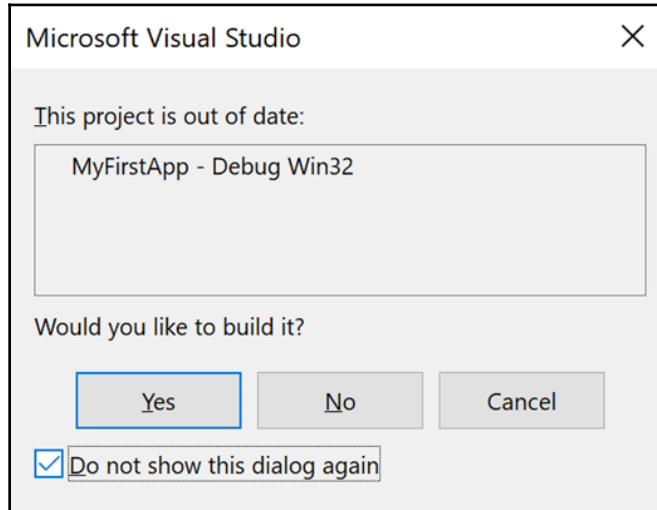 Microsoft Visual Studio
This project is out of date:
MyFirstApp - Debug Win32
Would you like to build it?
Yes
No
Cancel
Do not show this dialog again